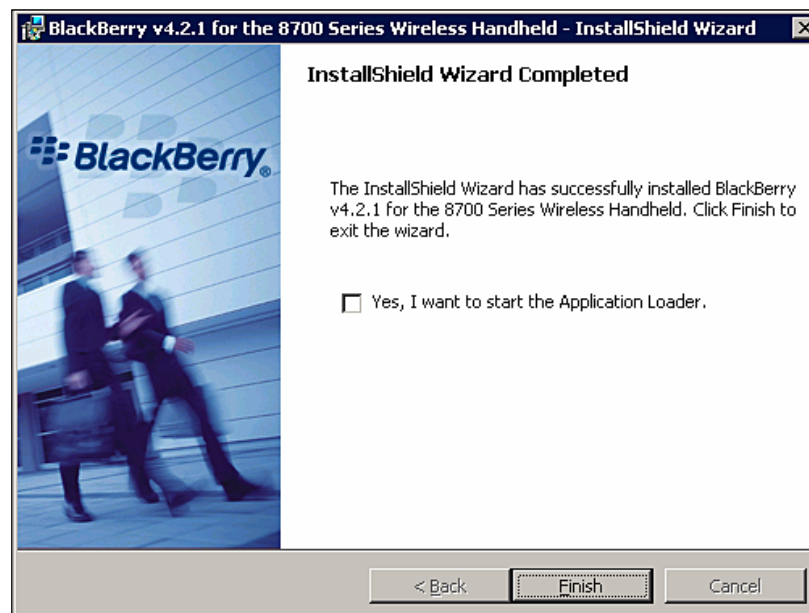 BlackBerry v4.2.1 for the 8700 Series Wireless Handheld - InstallShield Wizard
InstallShield Wizard Completed
BlackBerry®
The InstallShield Wizard has successfully installed BlackBerry
v4.2.1 for the 8700 Series Wireless Handheld. Click Finish to
exit the wizard.
Yes, I want to start the Application Loader.
< Back
Finish
Cancel